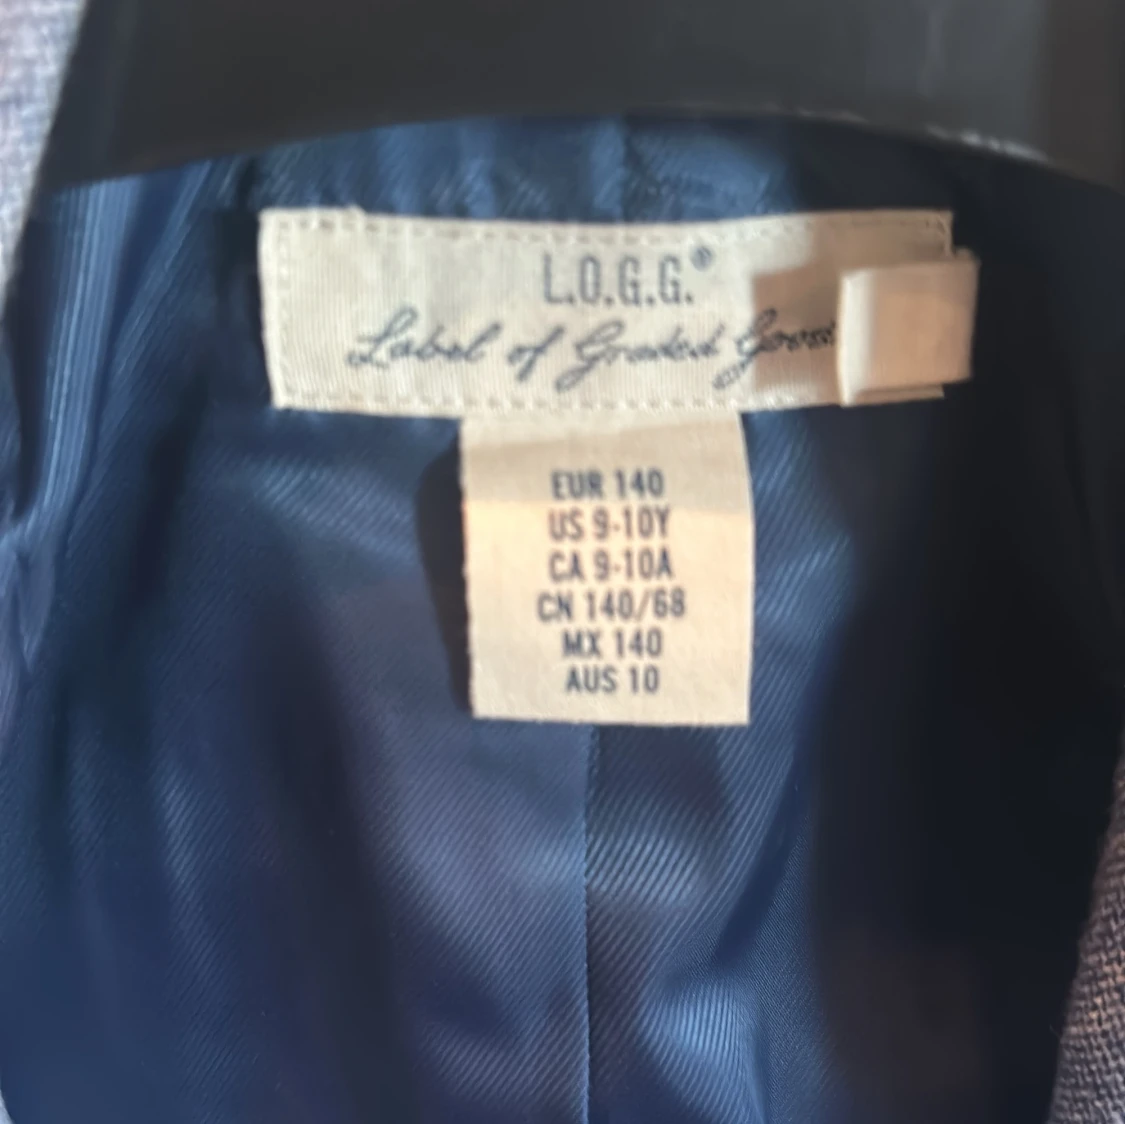 L.O.G.G.®
Label of Graded
EUR 140
US 9-10Y
CA 9-10A
CN 140/68
MX 140
AUS 10